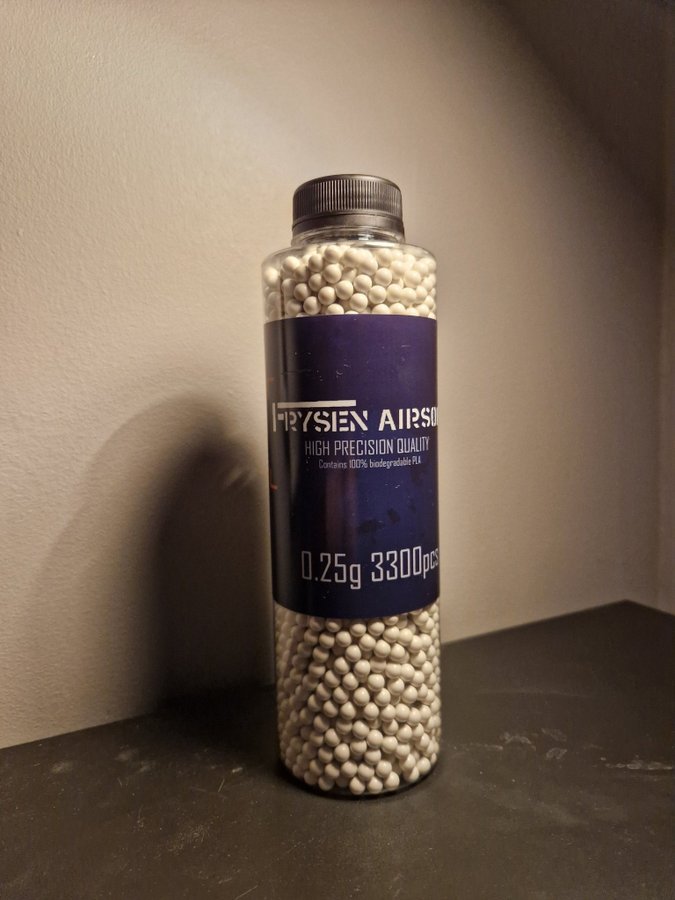 FRYSEN AIRSO
HIGH PRECISION QUALITY
Contains 100% biodegradable PLA
0.25g 3300pcs